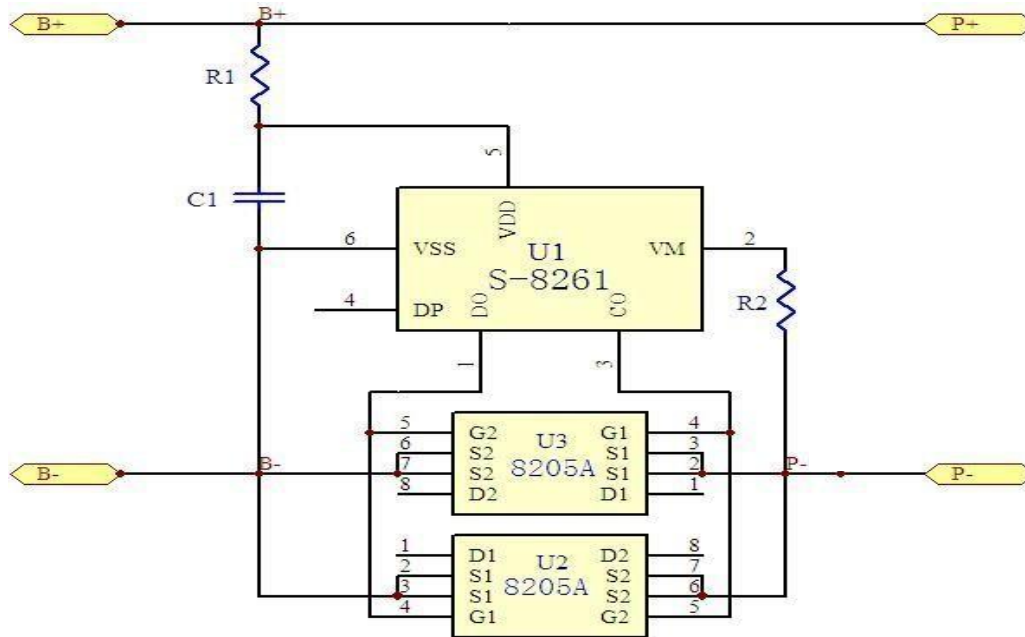 B+
B+
P+
R1
5
C1
6
VSS
VDD
U1
S-8261
VM
2
4
DP
DO
CO
R2
1
3
5
G2
U3
G1
4
6
S2
8205A
S1
3
7
S2
S1
2
8
D2
D1
1
B-
B-
P-
P-
1
D1
U2
D2
8
2
S1
8205A
S2
7
3
S1
S2
6
4
G1
G2
5